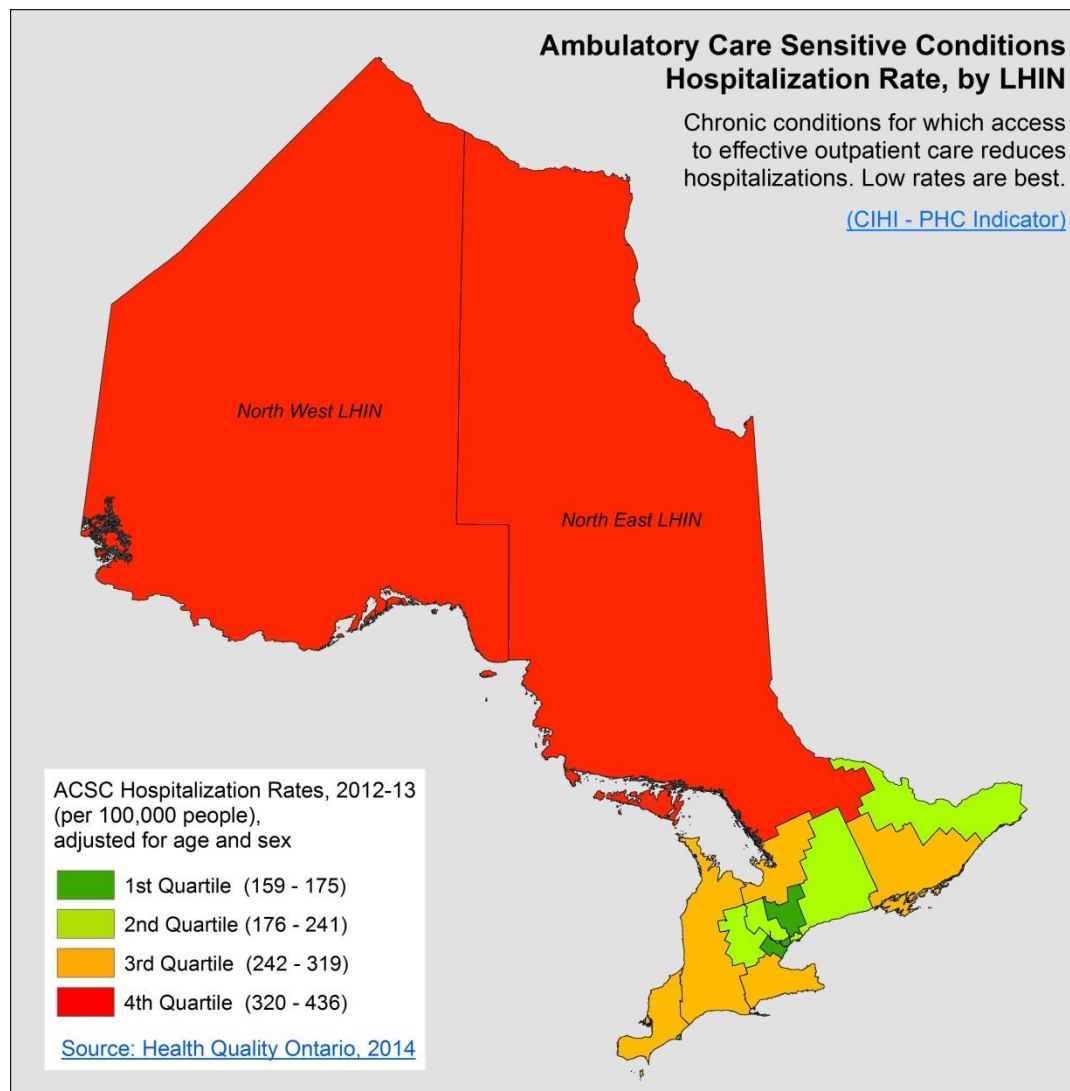 Ambulatory Care Sensitive Conditions
Hospitalization Rate, by LHIN
Chronic conditions for which access
to effective outpatient care reduces
hospitalizations. Low rates are best.
(CIHI - PHC Indicator)
North West LHIN
North East LHIN
ACSC Hospitalization Rates, 2012-13
(per 100,000 people),
adjusted for age and sex
1st Quartile (159 - 175)
2nd Quartile (176 - 241)
3rd Quartile (242 - 319)
4th Quartile (320 - 436)
Source: Health Quality Ontario, 2014